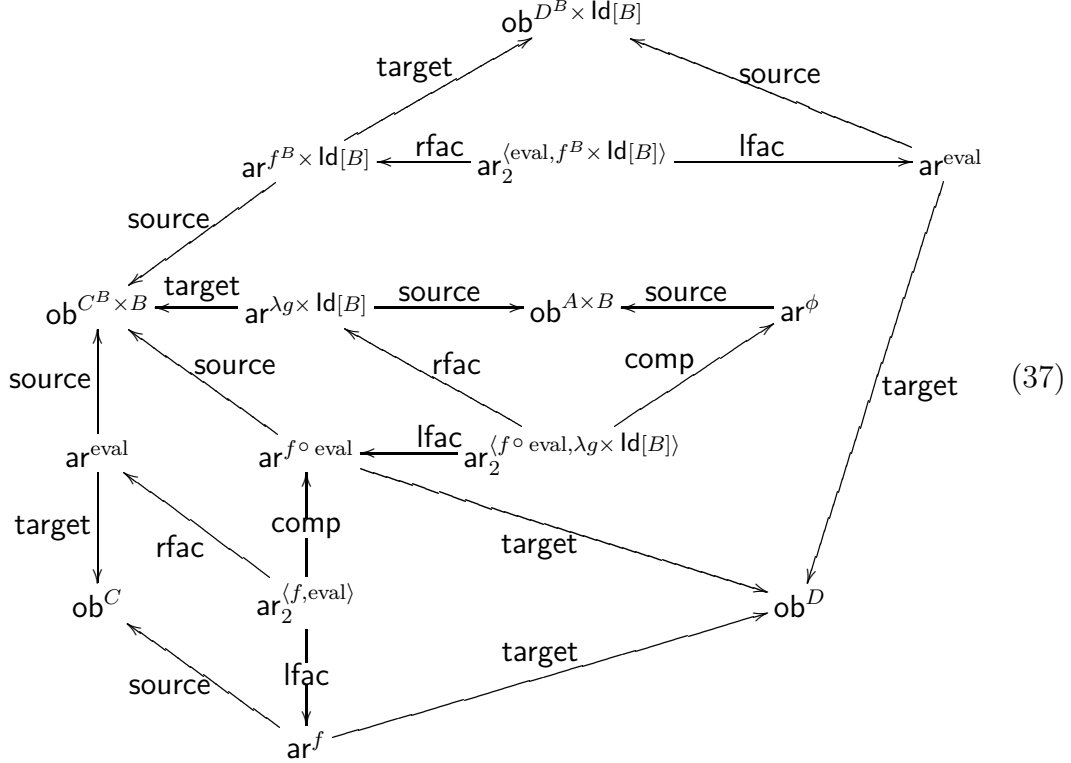 ob^{D^B × Id[B]}
target source
ar^{f^B × Id[B]} rfac ar_2^{⟨eval, f^B × Id[B]⟩} lfac ar^{eval}
source
ob^{C^B × B} target ar^{λg × Id[B]} source ob^{A×B} source ar^ϕ
source source rfac comp target (37)
ar^{eval} ar^{f∘eval} lfac ar_2^{⟨f∘eval, λg × Id[B]⟩}
target rfac comp target
ob^C ar_2^{⟨f,eval⟩} ob^D
source lfac target
ar^f